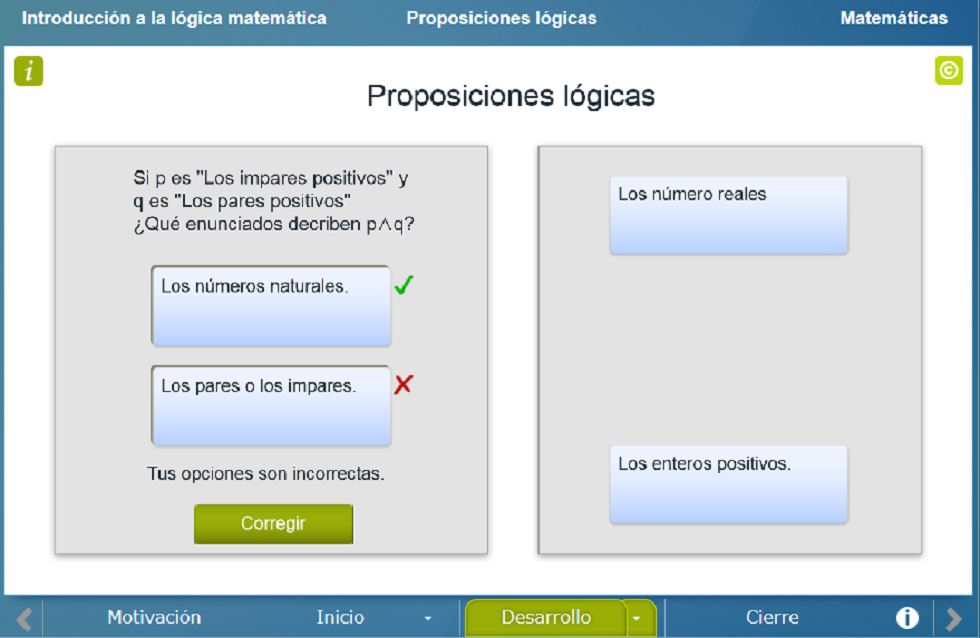 Introducción a la lógica matemática
Proposiciones lógicas
Matemáticas
i
©
Proposiciones lógicas
Si p es "Los impares positivos" y
q es "Los pares positivos"
¿Qué enunciados decriben p∧q?
Los números naturales.
Los pares o los impares.
Tus opciones son incorrectas.
Corregir
Los número reales
Los enteros positivos.
Motivación
Inicio
Desarrollo
Cierre
i